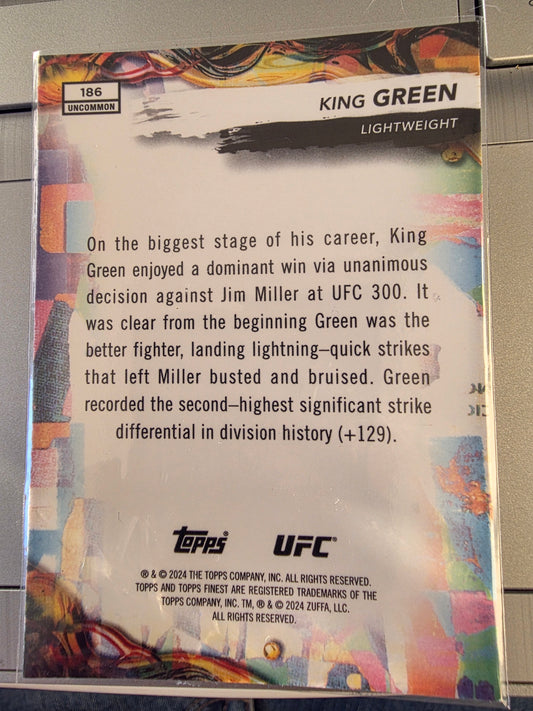 186
UNCOMMON
KING GREEN
LIGHTWEIGHT
On the biggest stage of his career, King
Green enjoyed a dominant win via unanimous
decision against Jim Miller at UFC 300. It
was clear from the beginning Green was the
better fighter, landing lightning–quick strikes
that left Miller busted and bruised. Green
recorded the second–highest significant strike
differential in division history (+129).
Topps® UFC®
® & © 2024 THE TOPPS COMPANY, INC. ALL RIGHTS RESERVED.
TOPPS AND TOPPS FINEST ARE REGISTERED TRADEMARKS OF THE
TOPPS COMPANY, INC. TM, ® & © 2024 ZUFFA, LLC.
ALL RIGHTS RESERVED.